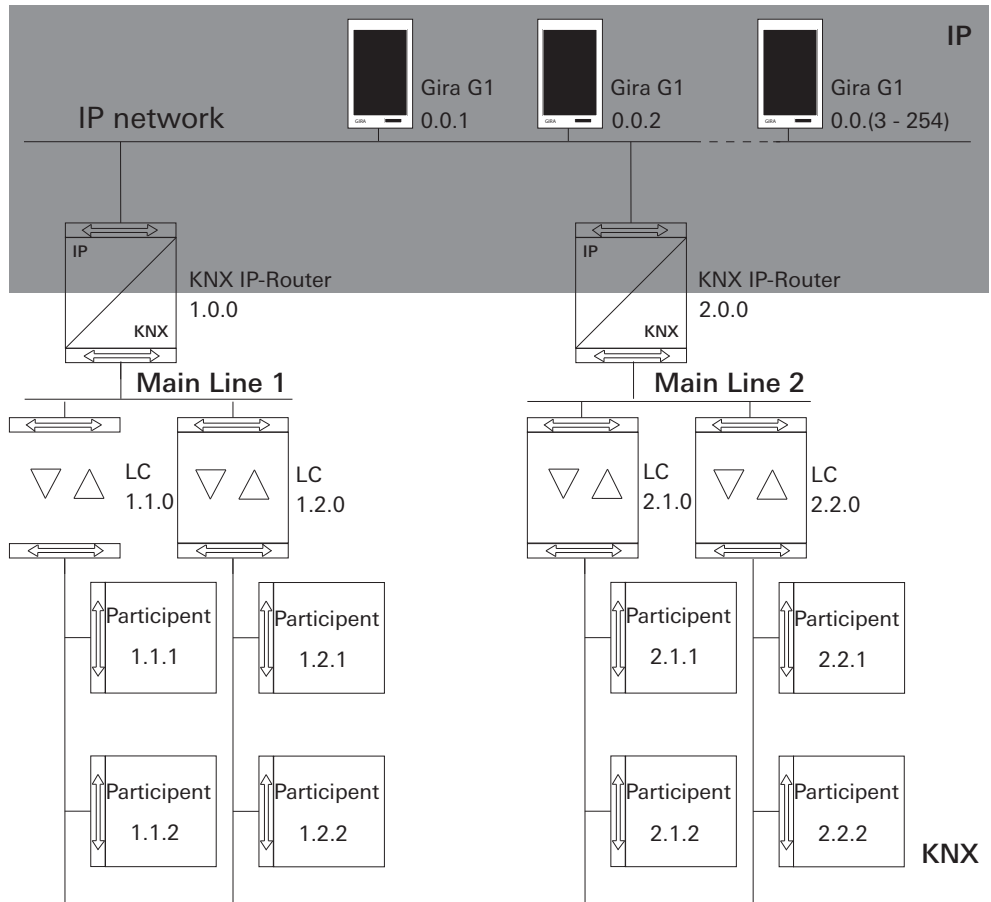 IP
Gira G1
0.0.1
Gira G1
0.0.2
Gira G1
0.0.(3 - 254)
GIRA
GIRA
GIRA
IP network
IP
KNX
KNX IP-Router
1.0.0
IP
KNX
KNX IP-Router
2.0.0
Main Line 1
Main Line 2
LC
1.1.0
LC
1.2.0
LC
2.1.0
LC
2.2.0
Participent
1.1.1
Participent
1.2.1
Participent
2.1.1
Participent
2.2.1
Participent
1.1.2
Participent
1.2.2
Participent
2.1.2
Participent
2.2.2
KNX